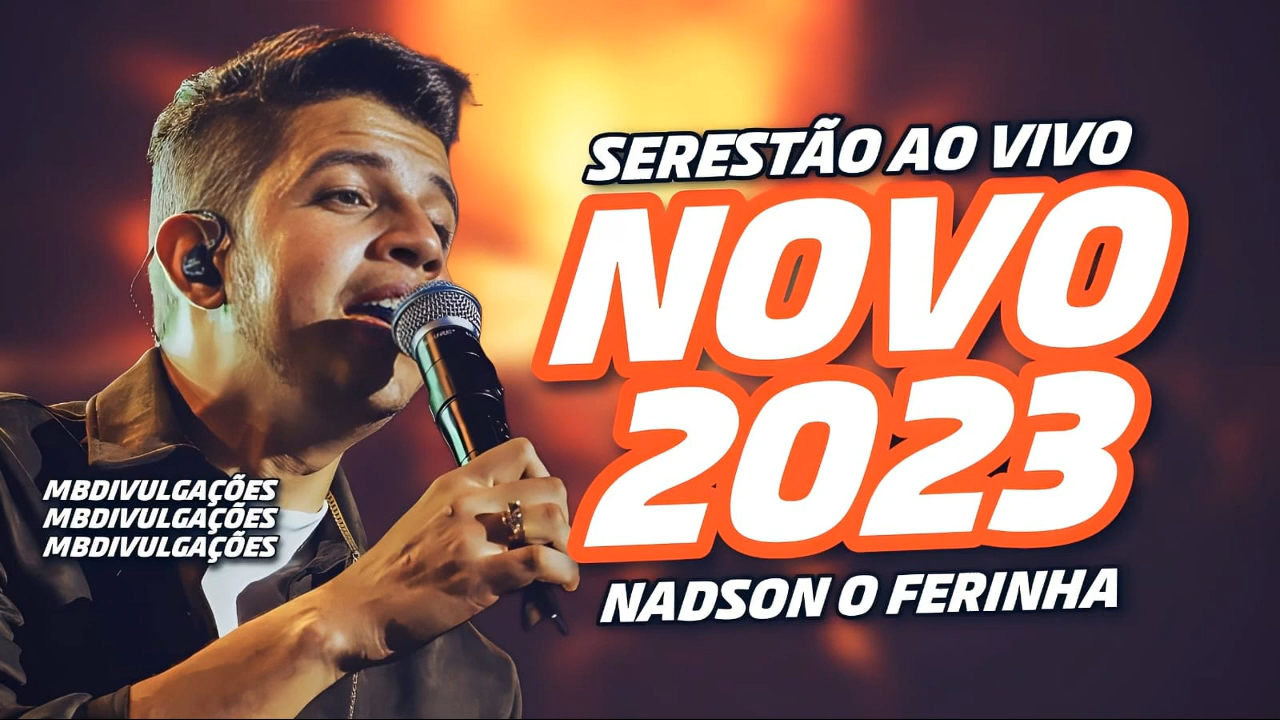 SERESTÃO AO VIVO
NOVO
2023
NADSON O FERINHA
MBDIVULGAÇÕES
MBDIVULGAÇÕES
MBDIVULGAÇÕES